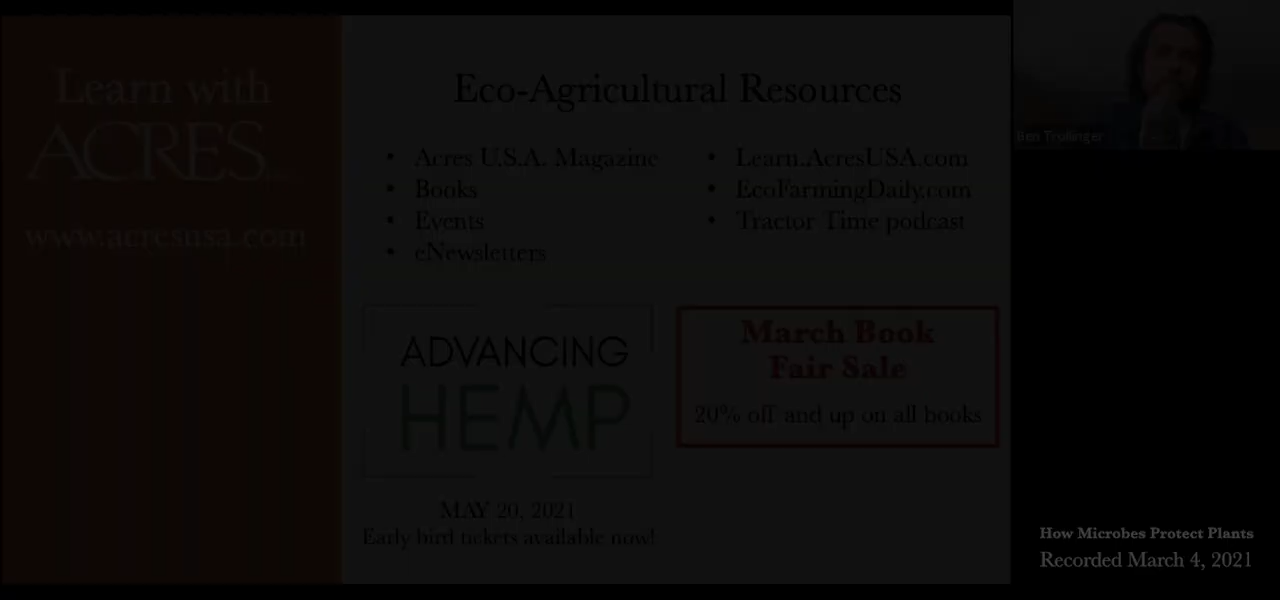 Learn with
ACRES
www.acresusa.com
Eco-Agricultural Resources
• Acres U.S.A. Magazine
• Books
• Events
• eNewsletters
• Learn.AcresUSA.com
• EcoFarmingDaily.com
• Tractor Time podcast
ADVANCING
HEMP
MAY 20, 2021
Early bird tickets available now!
March Book
Fair Sale
20% off and up on all books
Ben Trollinger
How Microbes Protect Plants
Recorded March 4, 2021